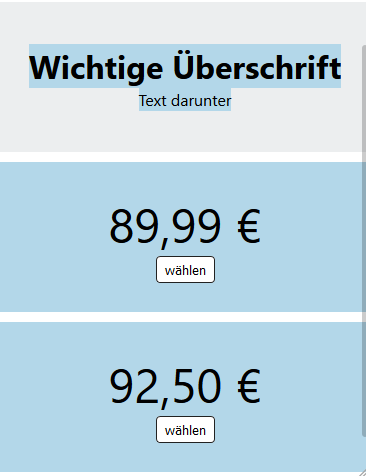 Wichtige Überschrift
Text darunter
89,99 €
wählen
92,50 €
wählen